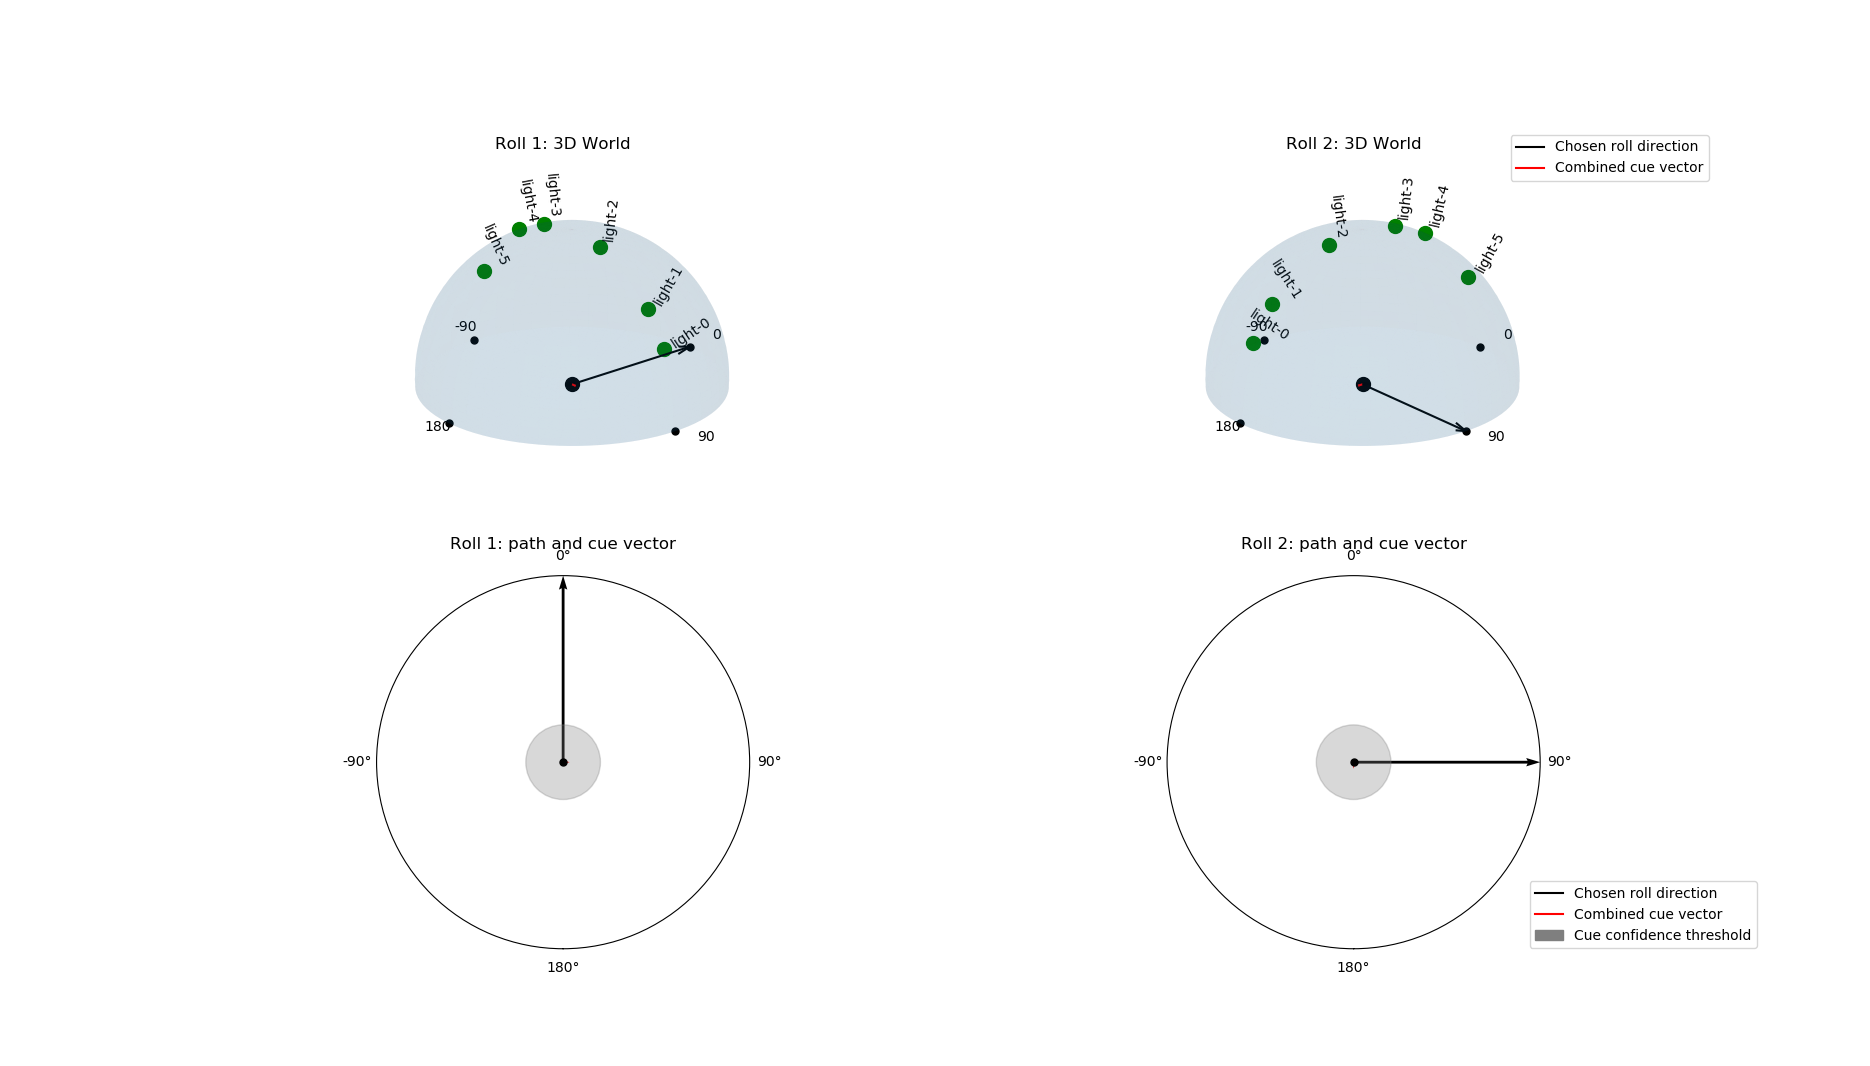 Roll 1: 3D World
light-4
light-3
light-2
light-5
light-1
light-0
-90
0
180
90
Roll 2: 3D World
Chosen roll direction
Combined cue vector
light-2
light-3
light-4
light-5
light-1
light-0
-90
0
180
90
Roll 1: path and cue vector
0°
-90°
90°
180°
Roll 2: path and cue vector
0°
-90°
90°
180°
Chosen roll direction
Combined cue vector
Cue confidence threshold